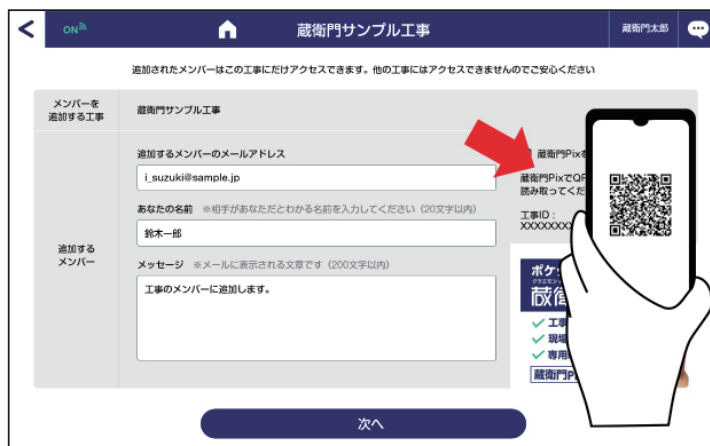 ON
蔵衛門サンプル工事
蔵衛門太郎
追加されたメンバーはこの工事にだけアクセスできます。他の工事にはアクセスできませんのでご安心ください
メンバーを
追加する工事
蔵衛門サンプル工事
追加する
メンバー
追加するメンバーのメールアドレス
i_suzuki@sample.jp
あなたの名前 ※相手があなただとわかる名前を入力してください（20文字以内）
鈴木一郎
メッセージ ※メールに表示される文章です（200文字以内）
工事のメンバーに追加します。
蔵衛門Pixを
蔵衛門PixでQR
読み取ってくだ
工事ID：
XXXXXXXX
ポケッ
蔵衛
工事
現場
専用
蔵衛門P
次へ